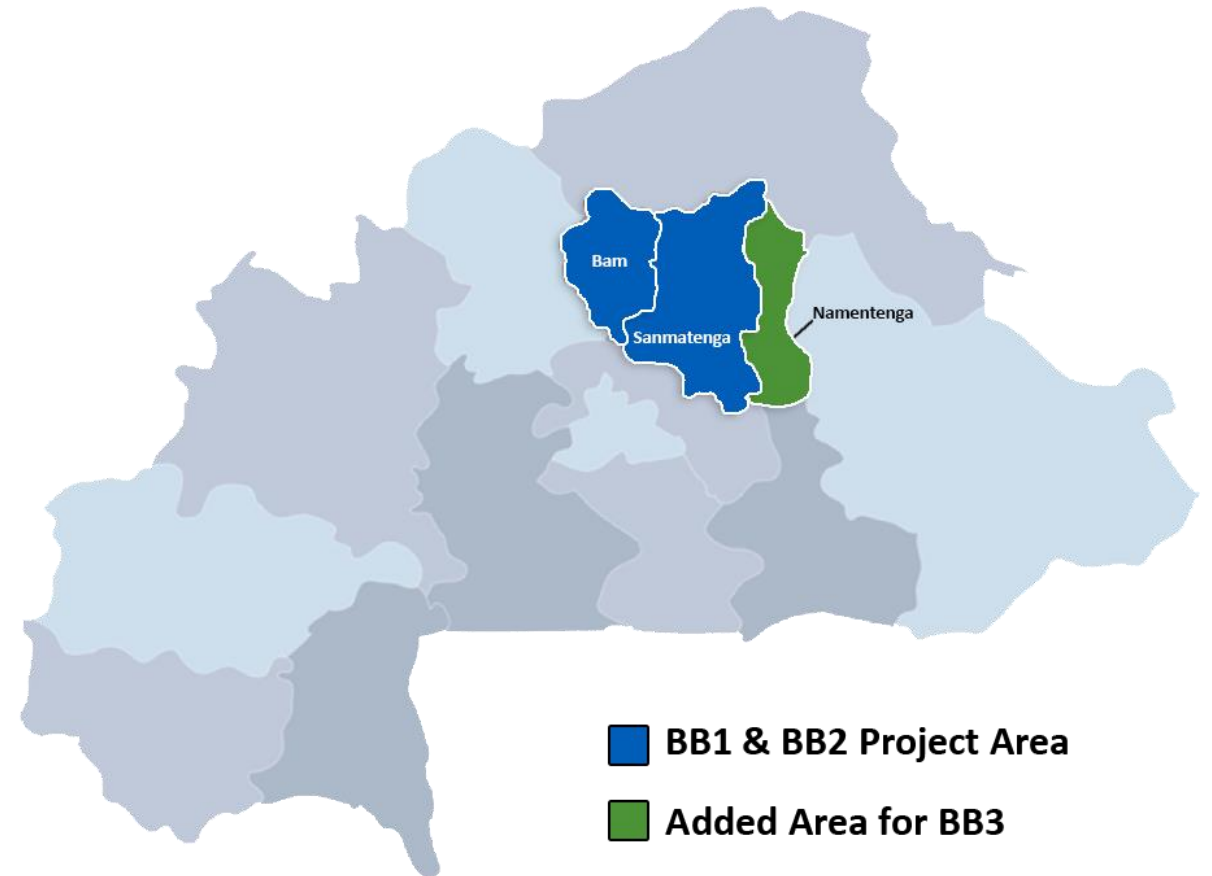 Bam
Namentenga
Sanmatenga
BB1 & BB2 Project Area
Added Area for BB3